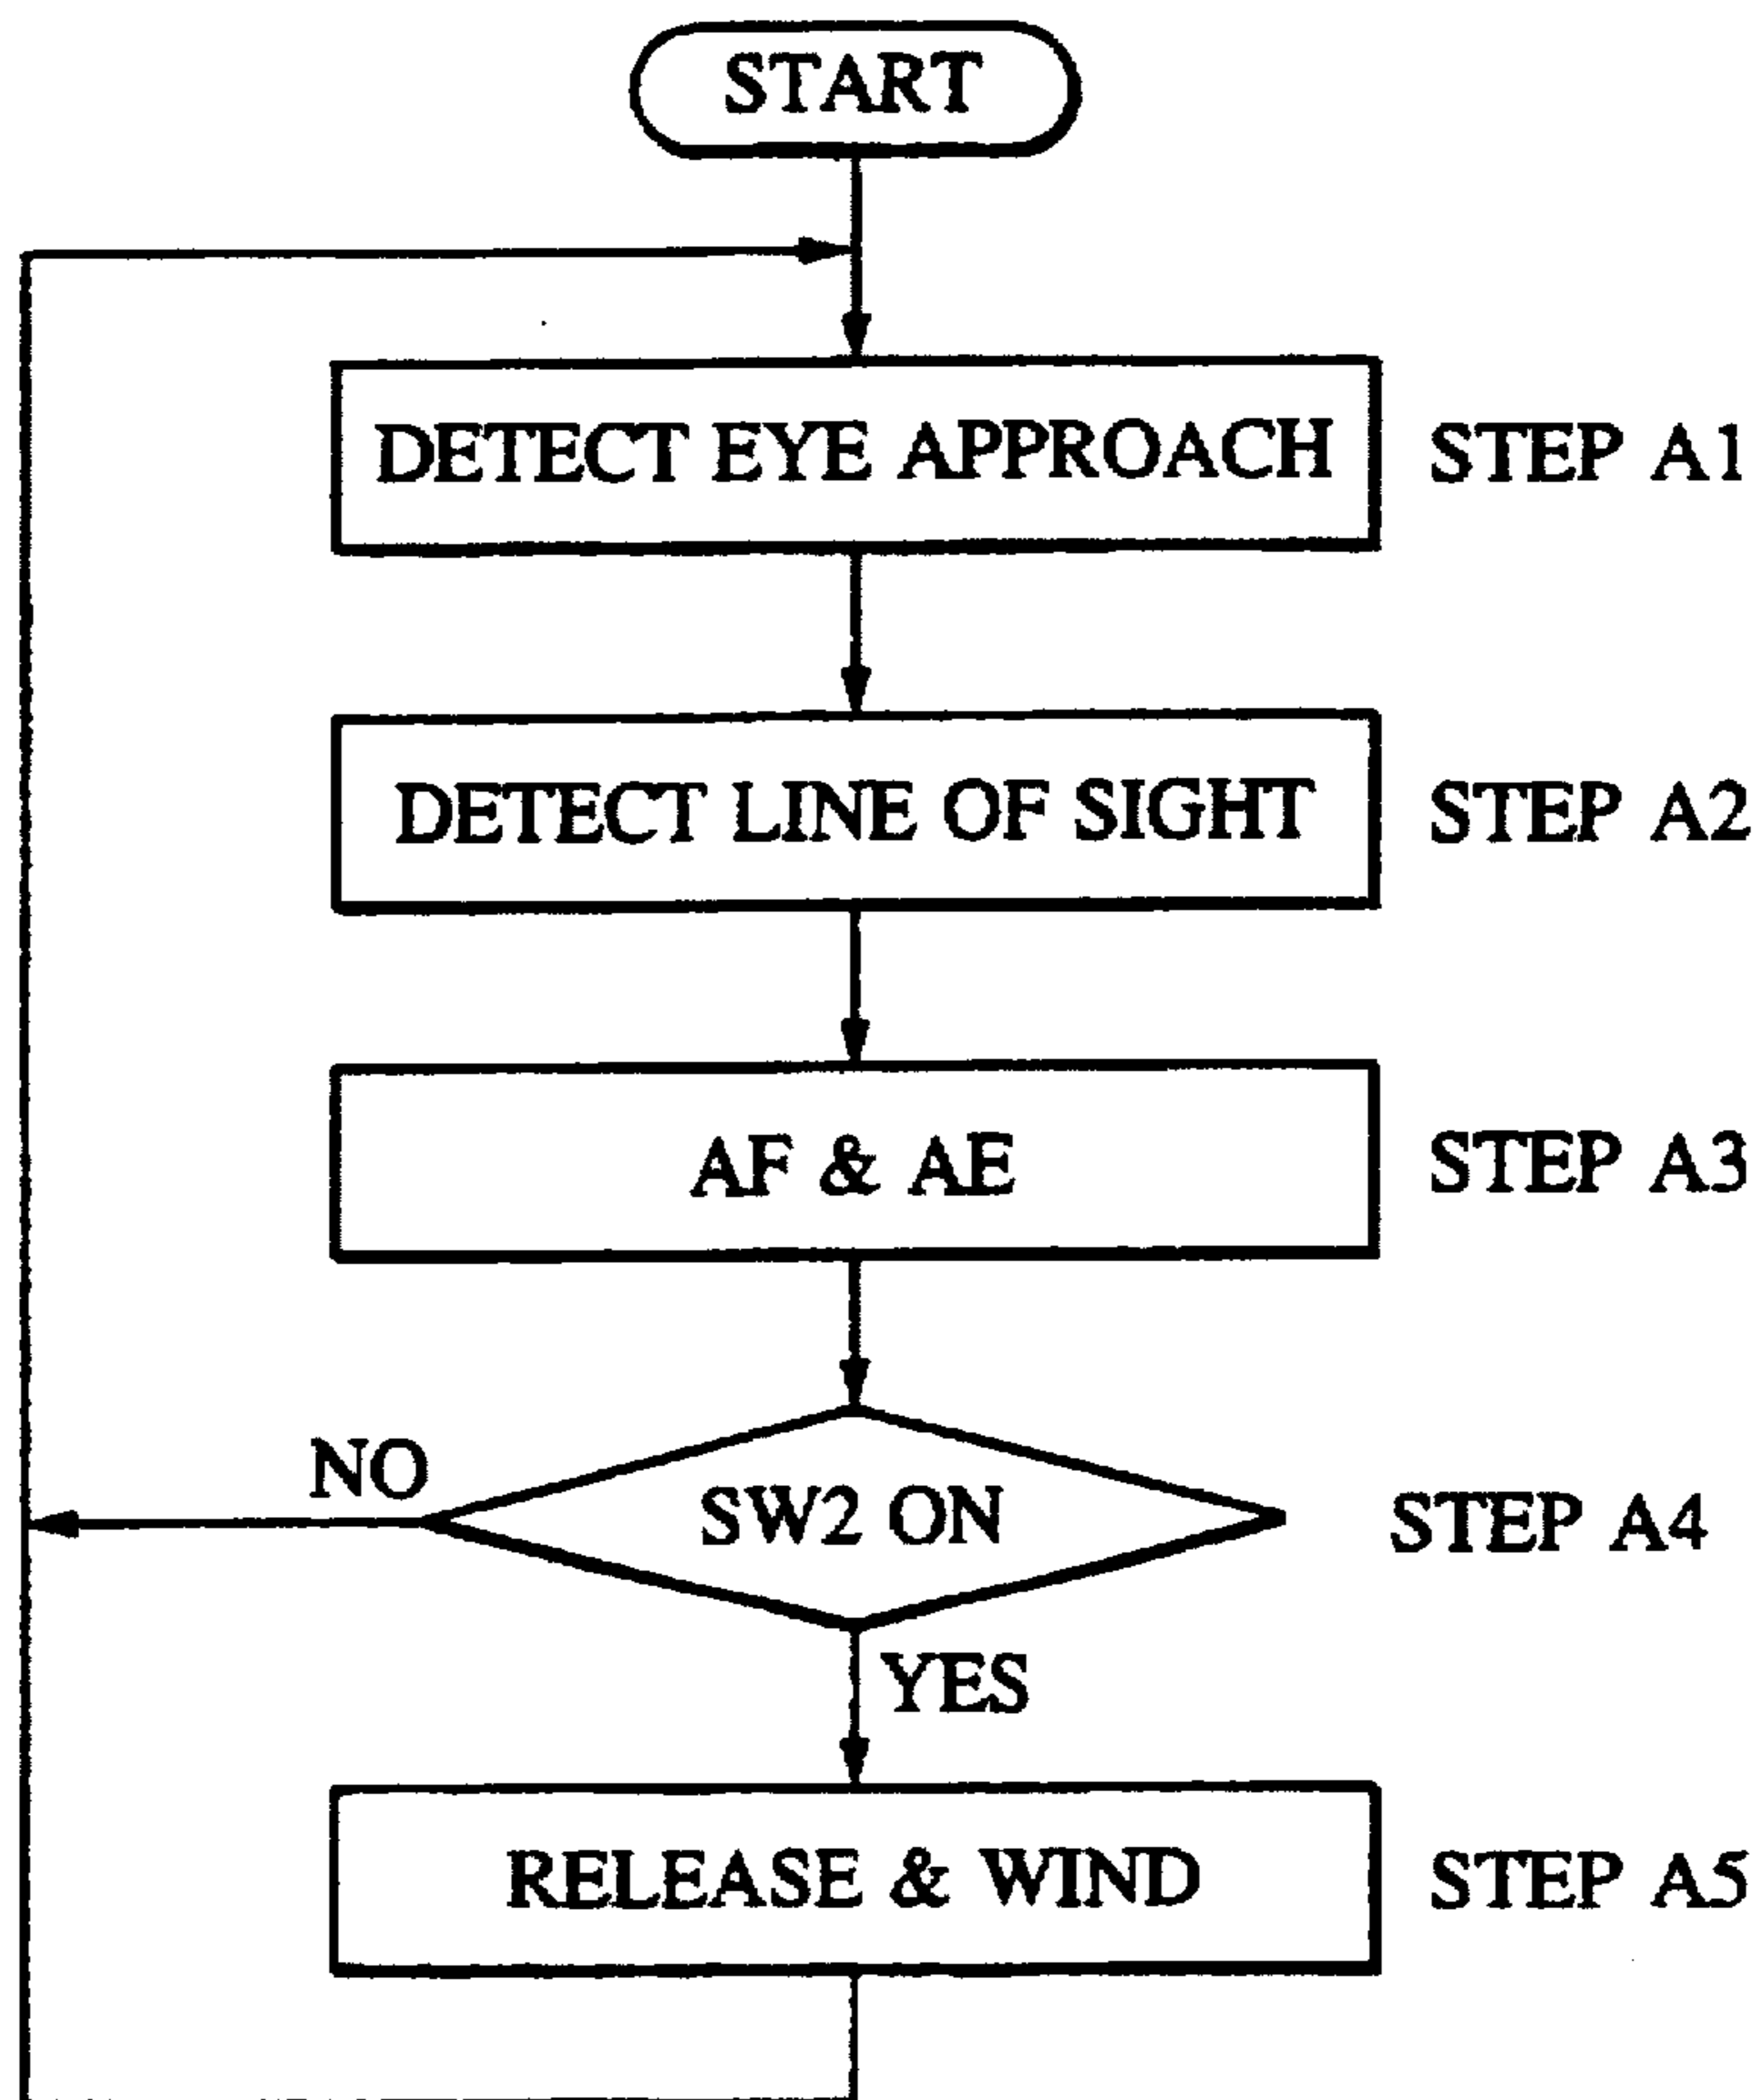 START
DETECT EYE APPROACH
STEP A1
DETECT LINE OF SIGHT
STEP A2
AF & AE
STEP A3
NO
SW2 ON
STEP A4
YES
RELEASE & WIND
STEP A5